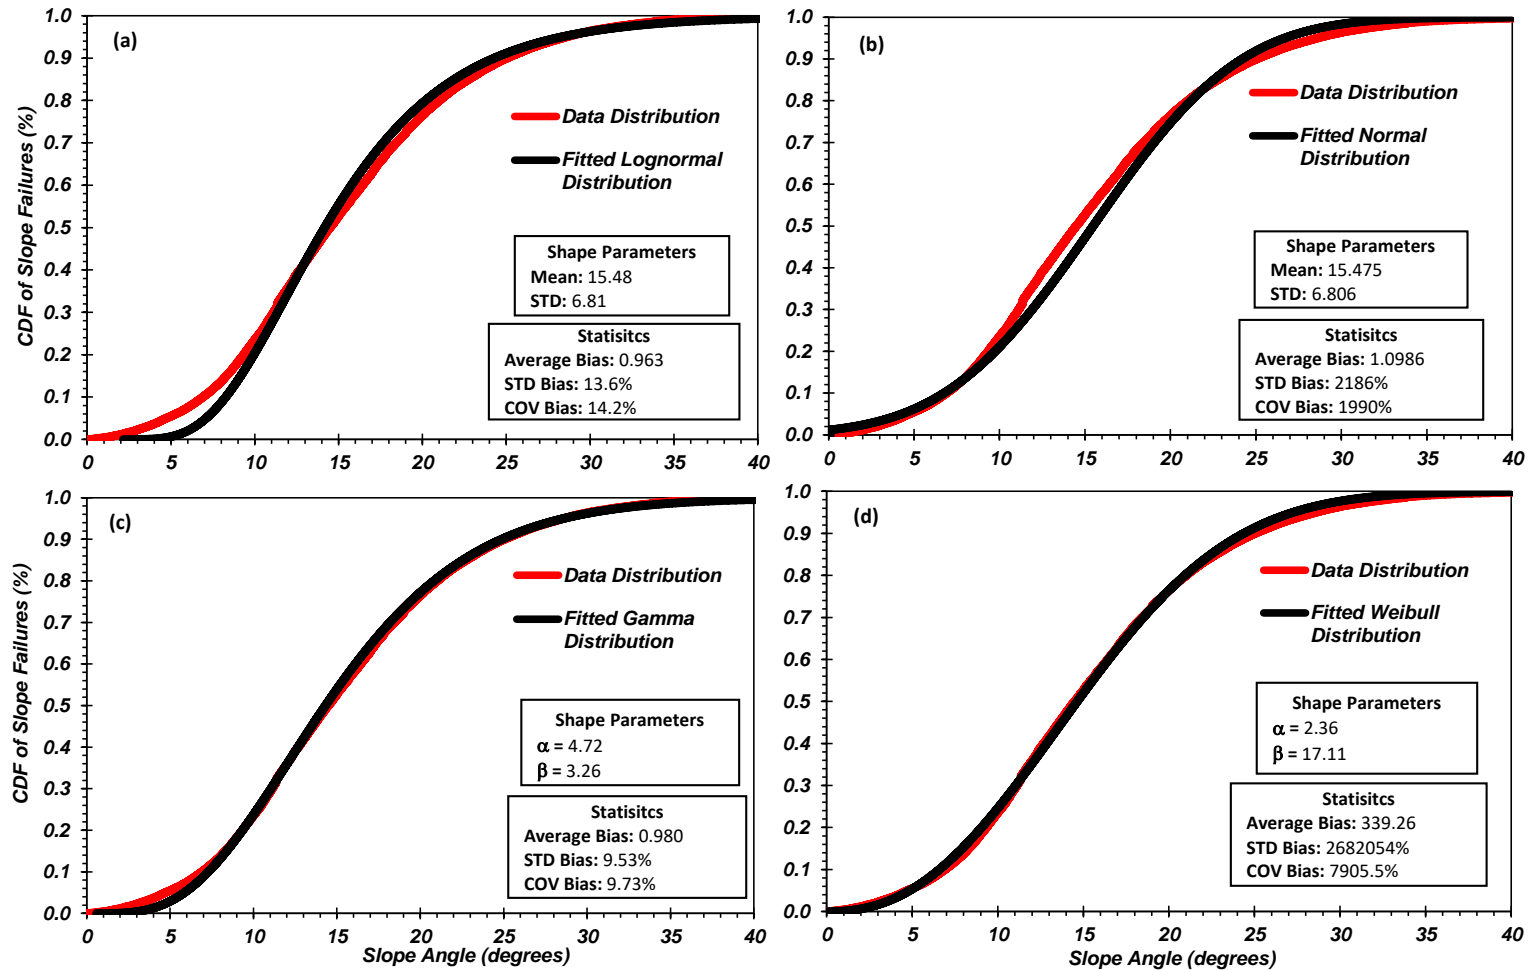 (a)
CDF of Slope Failures (%)
1.0
0.9
0.8
0.7
0.6
0.5
0.4
0.3
0.2
0.1
0.0
0 5 10 15 20 25 30 35 40
Data Distribution
Fitted Lognormal
Distribution
Shape Parameters
Mean: 15.48
STD: 6.81
Statisitcs
Average Bias: 0.963
STD Bias: 13.6%
COV Bias: 14.2%
(b)
1.0
0.9
0.8
0.7
0.6
0.5
0.4
0.3
0.2
0.1
0.0
0 5 10 15 20 25 30 35 40
Data Distribution
Fitted Normal
Distribution
Shape Parameters
Mean: 15.475
STD: 6.806
Statisitcs
Average Bias: 1.0986
STD Bias: 2186%
COV Bias: 1990%
(c)
CDF of Slope Failures (%)
1.0
0.9
0.8
0.7
0.6
0.5
0.4
0.3
0.2
0.1
0.0
0 5 10 15 20 25 30 35 40
Slope Angle (degrees)
Data Distribution
Fitted Gamma
Distribution
Shape Parameters
α = 4.72
β = 3.26
Statisitcs
Average Bias: 0.980
STD Bias: 9.53%
COV Bias: 9.73%
(d)
1.0
0.9
0.8
0.7
0.6
0.5
0.4
0.3
0.2
0.1
0.0
0 5 10 15 20 25 30 35 40
Slope Angle (degrees)
Data Distribution
Fitted Weibull
Distribution
Shape Parameters
α = 2.36
β = 17.11
Statisitcs
Average Bias: 339.26
STD Bias: 2682054%
COV Bias: 7905.5%